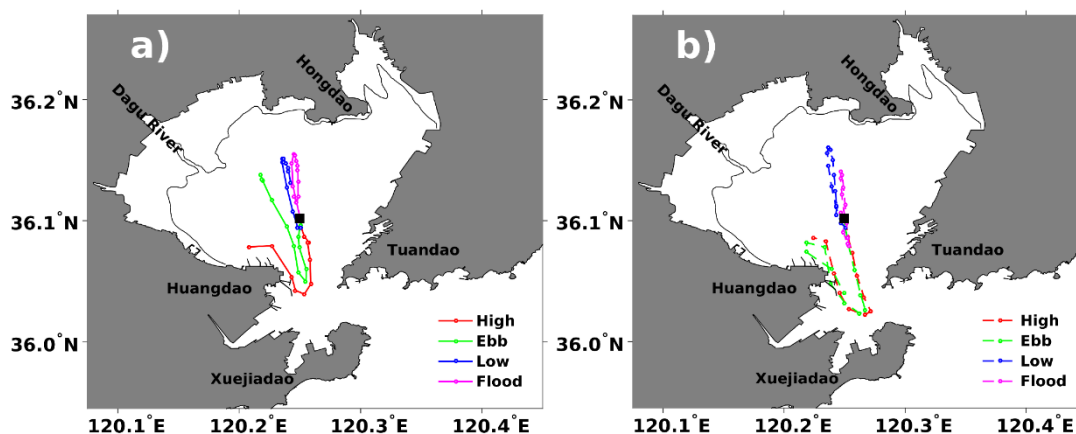 a)
Hongdao
Dagu River
Tuandao
Huangdao
Xuejiadao
High
Ebb
Low
Flood
36.2°N
36.1°N
36.0°N
120.1°E 120.2°E 120.3°E 120.4°E
b)
Hongdao
Dagu River
Tuandao
Huangdao
Xuejiadao
High
Ebb
Low
Flood
36.2°N
36.1°N
36.0°N
120.1°E 120.2°E 120.3°E 120.4°E